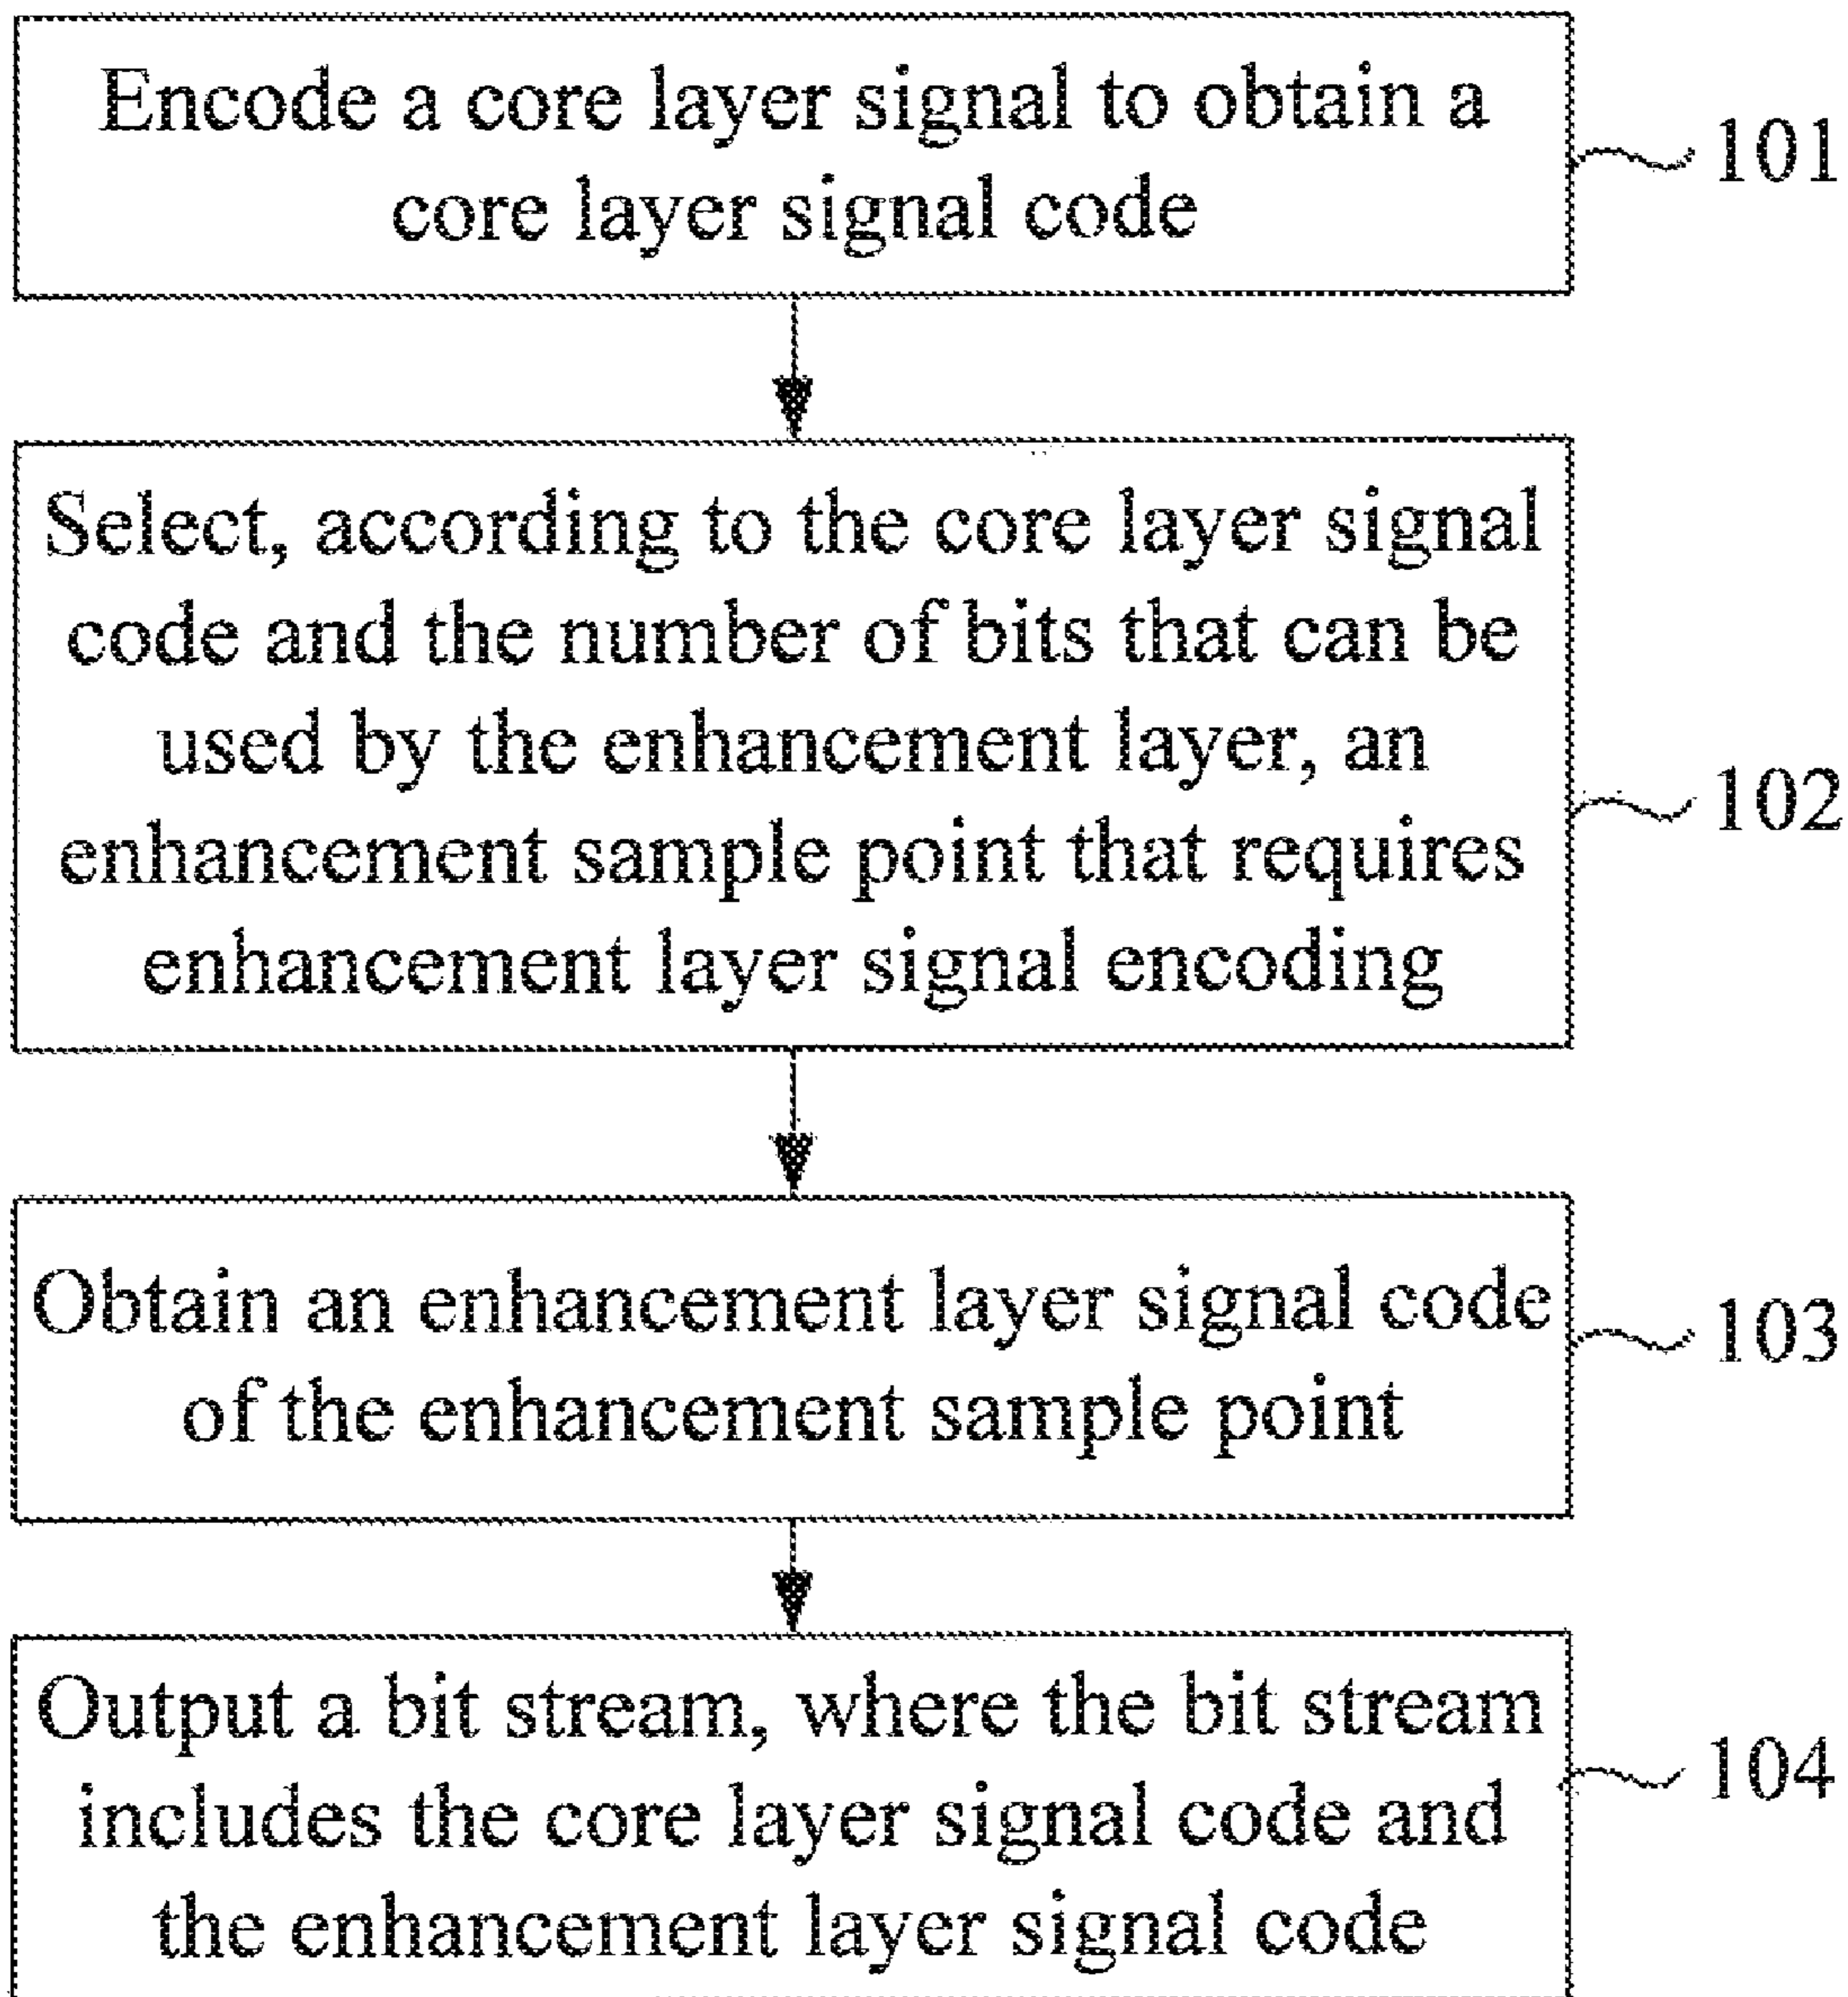 Encode a core layer signal to obtain a
core layer signal code
101
Select, according to the core layer signal
code and the number of bits that can be
used by the enhancement layer, an
enhancement sample point that requires
enhancement layer signal encoding
102
Obtain an enhancement layer signal code
of the enhancement sample point
103
Output a bit stream, where the bit stream
includes the core layer signal code and
the enhancement layer signal code
104